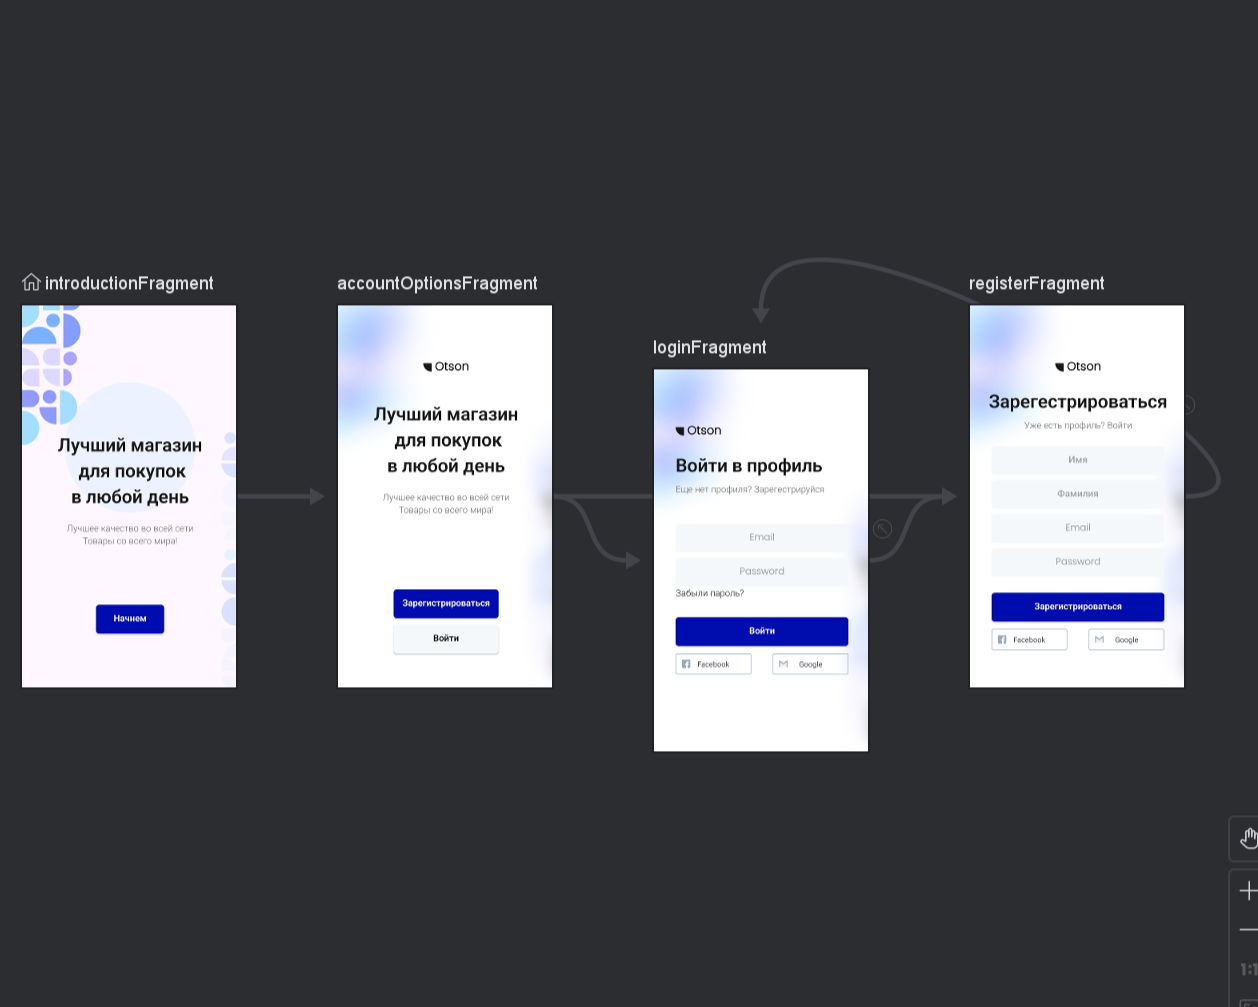 introductionFragment
Лучший магазин
для покупок
в любой день
Лучшее качество во всей сети
Товары со всего мира!
Начнем
accountOptionsFragment
Otson
Лучший магазин
для покупок
в любой день
Лучшее качество во всей сети
Товары со всего мира!
Зарегистрироваться
Войти
loginFragment
Otson
Войти в профиль
Еще нет профиля? Зарегестрируйся
Email
Password
Забыли пароль?
Войти
Facebook
Google
registerFragment
Otson
Зарегестрироваться
Уже есть профиль? Войти
Имя
Фамилия
Email
Password
Зарегистрироваться
Facebook
Google
1:1